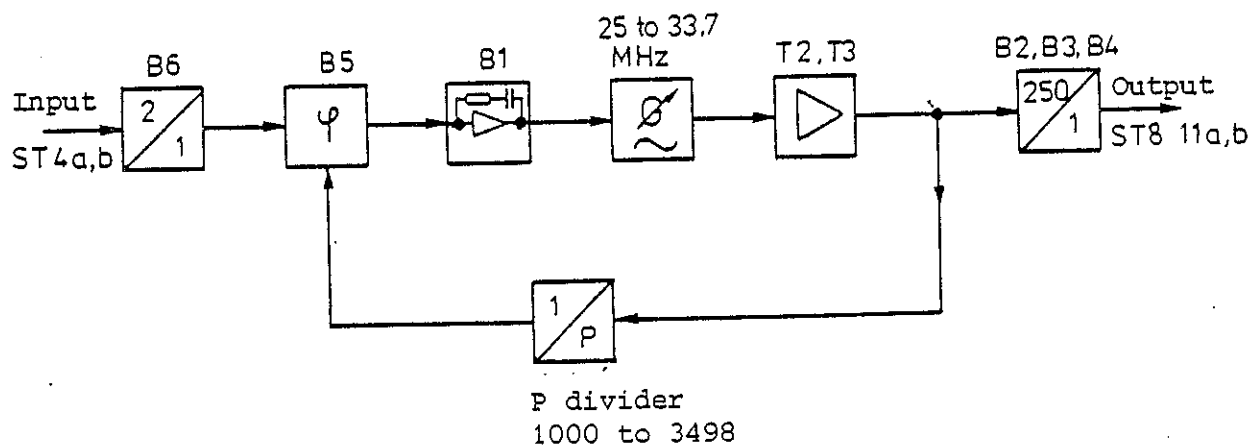 25 to 33,7
MHz
B6
B5
B1
T2, T3
B2, B3, B4
Input
ST4a,b
2
1
φ
250
1
Output
ST8 11a,b
1
P
P divider
1000 to 3498